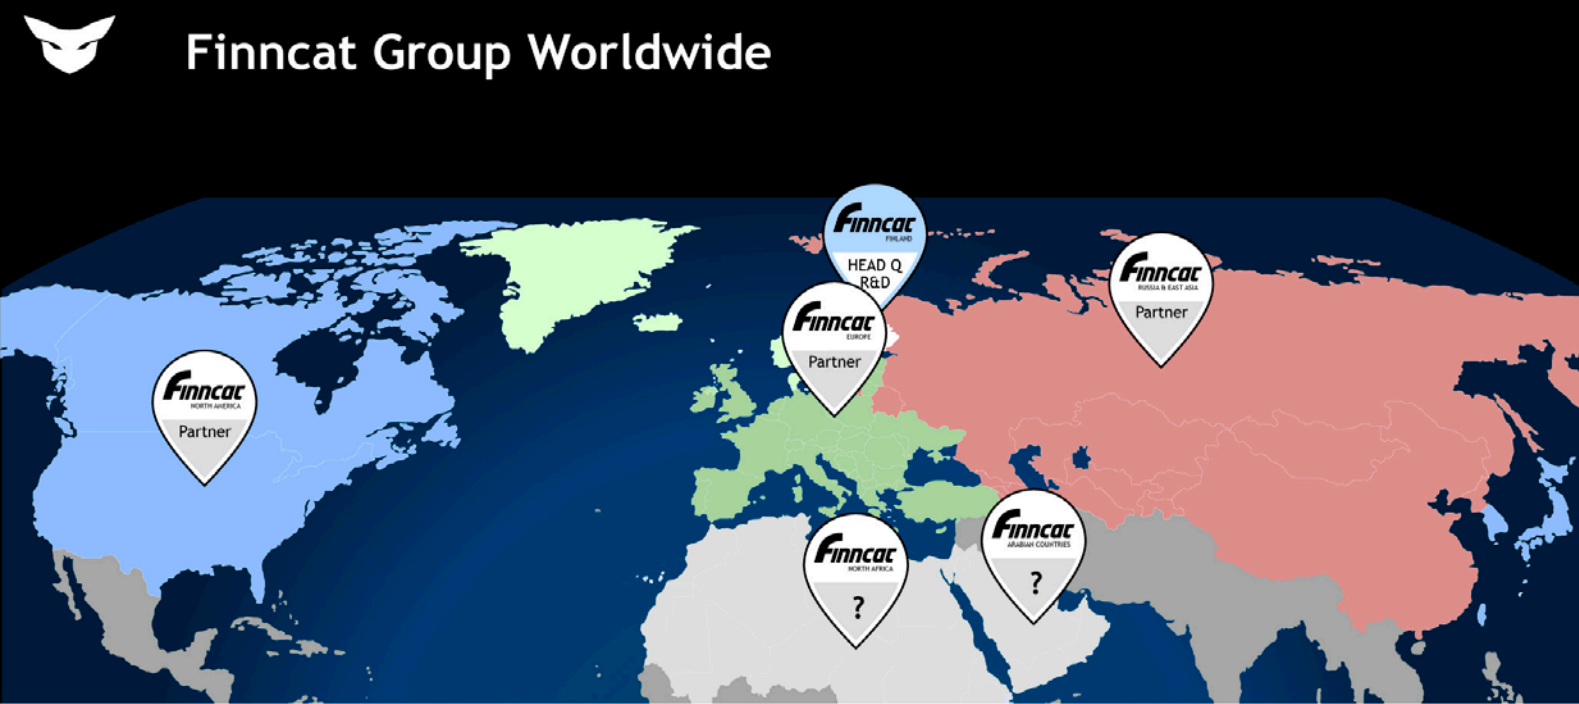 Finncat Group Worldwide
Finncat
FINLAND
HEAD Q
R&D
Finncat
RUSSIA & EAST ASIA
Partner
Finncat
EUROPE
Partner
Finncat
NORTH AMERICA
Partner
Finncat
ARABIAN COUNTRIES
?
Finncat
NORTH AFRICA
?